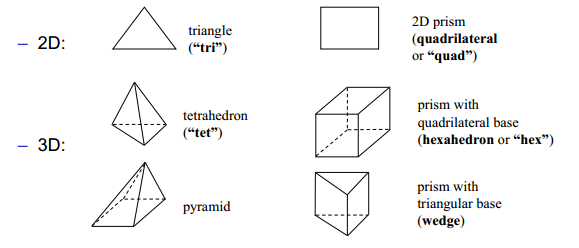 – 2D:
triangle
(“tri”)
2D prism
(quadrilateral
or “quad”)
– 3D:
tetrahedron
(“tet”)
prism with
quadrilateral base
(hexahedron or “hex”)
pyramid
prism with
triangular base
(wedge)